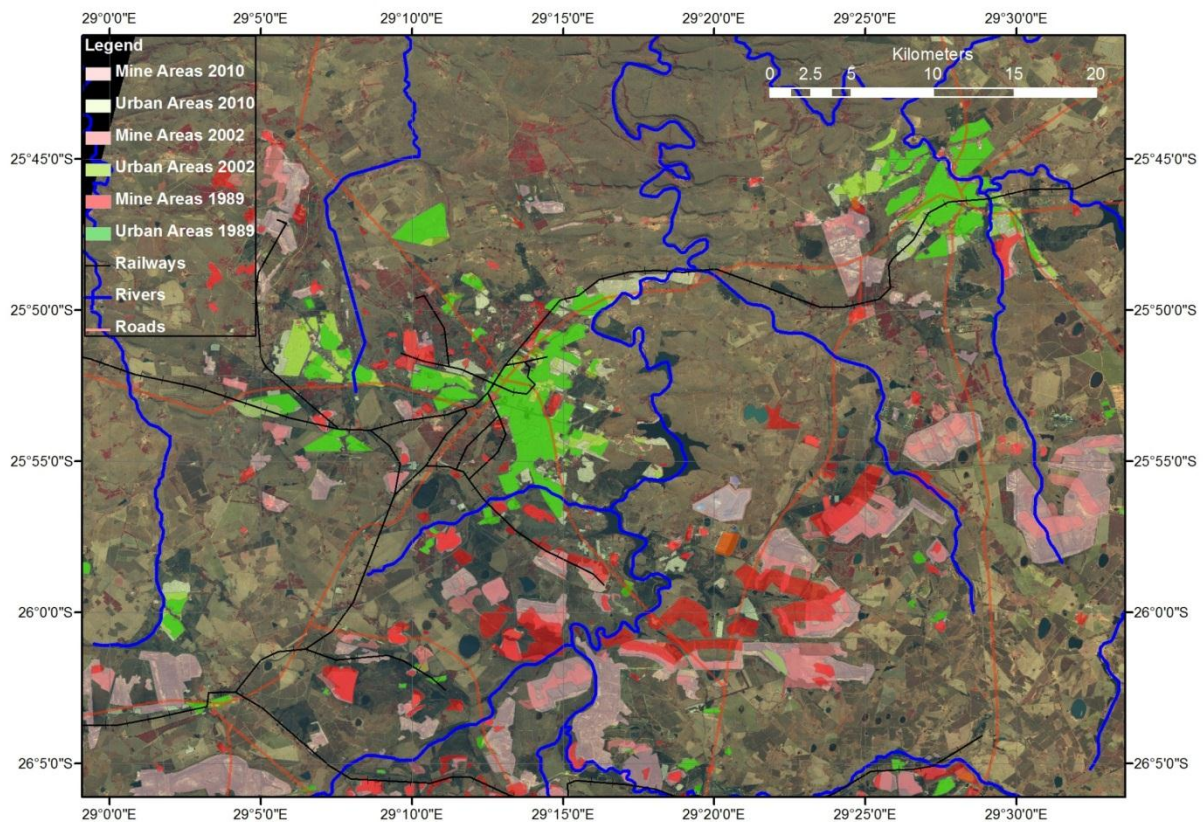 29°0'0"E 29°5'0"E 29°10'0"E 29°15'0"E 29°20'0"E 29°25'0"E 29°30'0"E
Legend
Mine Areas 2010
Urban Areas 2010
Mine Areas 2002
Urban Areas 2002
Mine Areas 1989
Urban Areas 1989
Railways
Rivers
Roads
Kilometers
0 2.5 5 10 15 20
25°45'0"S 25°45'0"S
25°50'0"S 25°50'0"S
25°55'0"S 25°55'0"S
26°0'0"S 26°0'0"S
26°5'0"S 26°5'0"S
29°0'0"E 29°5'0"E 29°10'0"E 29°15'0"E 29°20'0"E 29°25'0"E 29°30'0"E